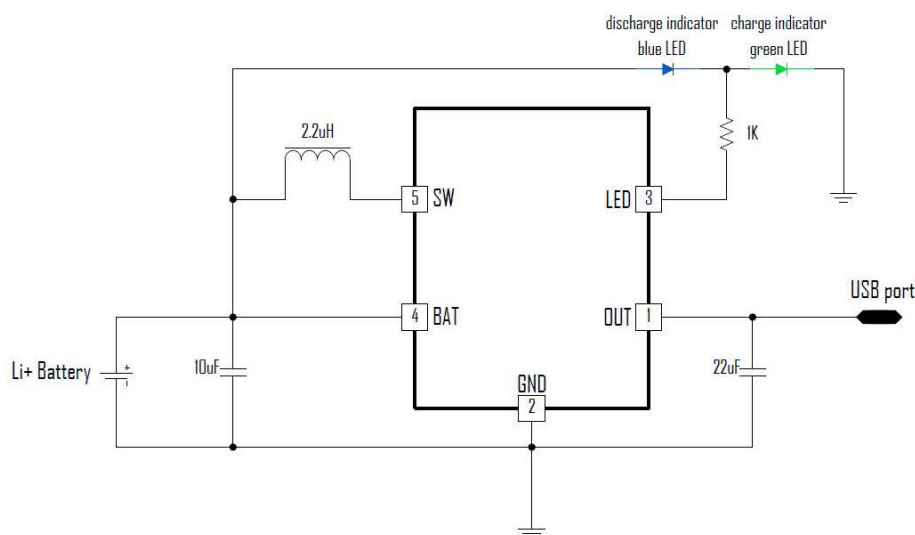 discharge indicator
blue LED
charge indicator
green LED
2.2uH
1K
5
SW
LED
3
USB port
4
BAT
OUT
1
Li+ Battery
+
-
10uF
GND
2
22uF